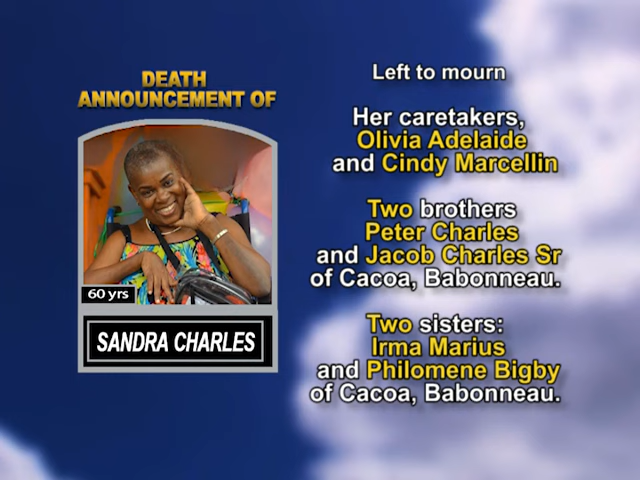 DEATH
ANNOUNCEMENT OF
60 yrs
SANDRA CHARLES
Left to mourn
Her caretakers,
Olivia Adelaide
and Cindy Marcellin
Two brothers
Peter Charles
and Jacob Charles Sr
of Cacoa, Babonneau.
Two sisters:
Irma Marius
and Philomene Bigby
of Cacoa, Babonneau.